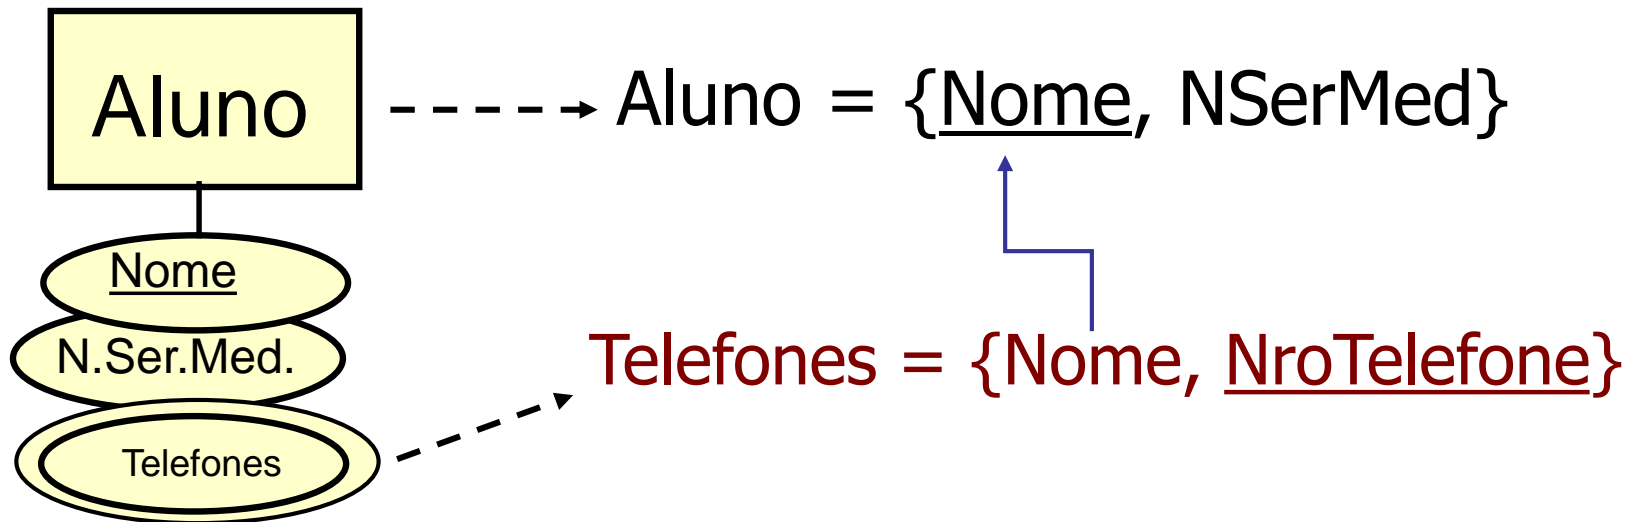 Aluno
Aluno = {Nome, NSerMed}
Nome
N.Ser.Med.
Telefones = {Nome, NroTelefone}
Telefones